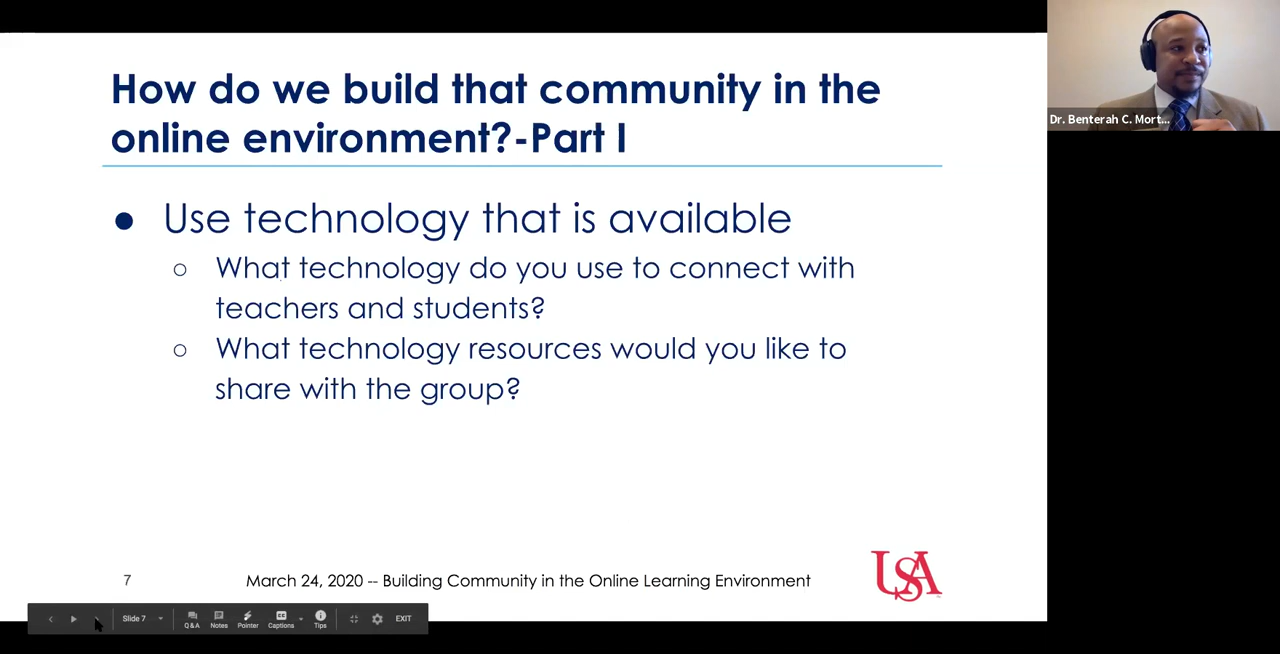 How do we build that community in the
online environment?-Part I
● Use technology that is available
○ What technology do you use to connect with
teachers and students?
○ What technology resources would you like to
share with the group?
7
March 24, 2020 -- Building Community in the Online Learning Environment
USA
Slide 7
Q&A
Notes
Pointer
Captions
Tips
EXIT
Dr. Benterah C. Mort...